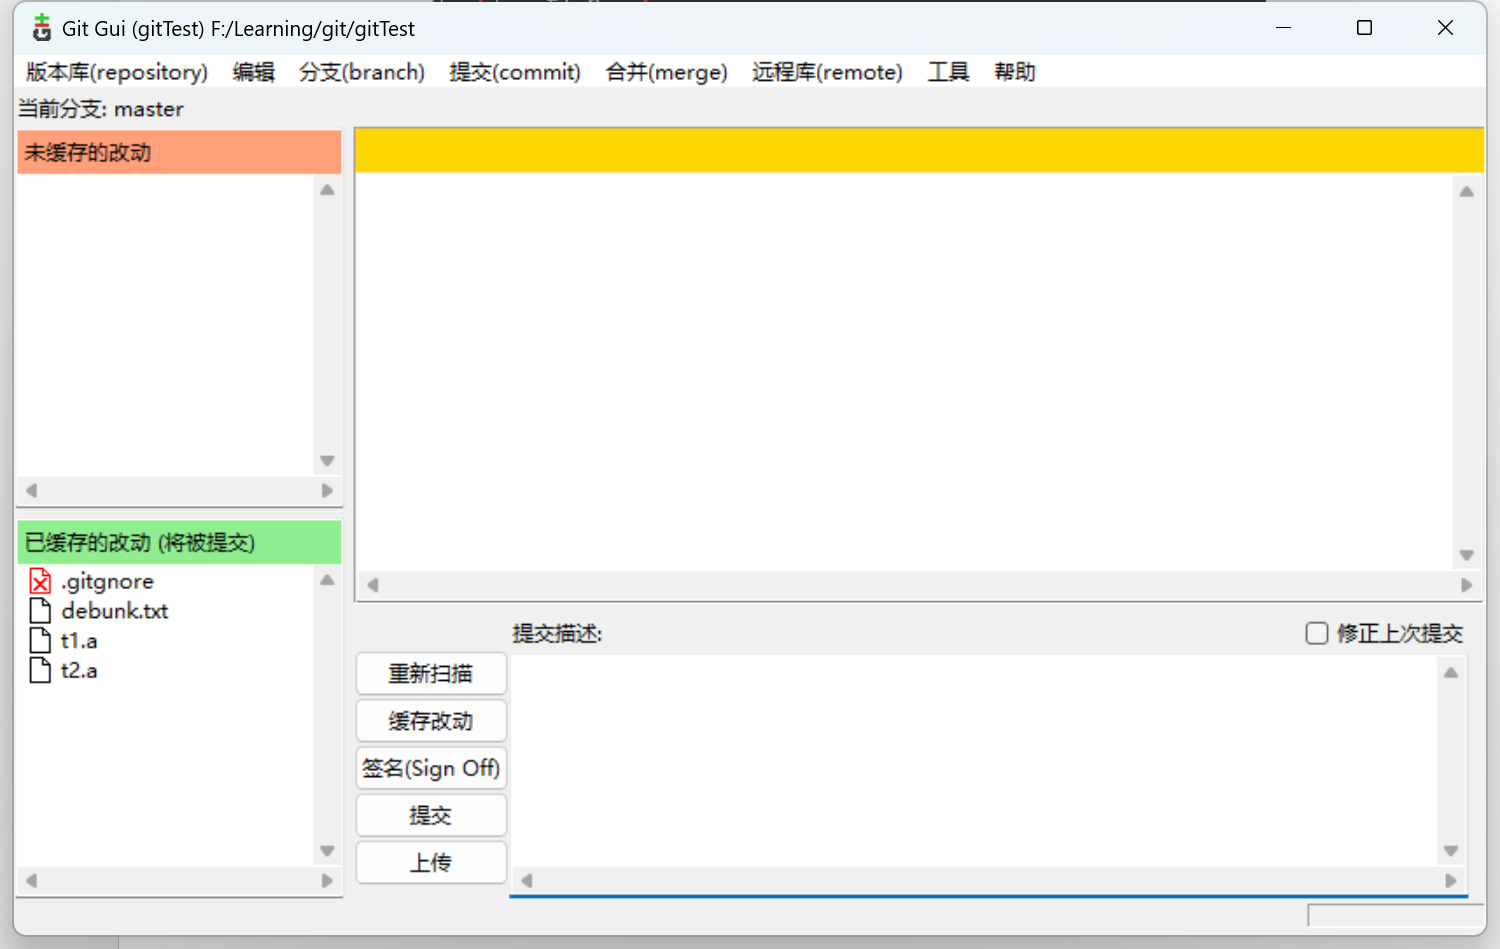 Git Gui (gitTest) F:/Learning/git/gitTest
版本库(repository) 编辑 分支(branch) 提交(commit) 合并(merge) 远程库(remote) 工具 帮助
当前分支: master
未缓存的改动
已缓存的改动 (将被提交)
.gitgnore
debunk.txt
t1.a
t2.a
提交描述:
修正上次提交
重新扫描
缓存改动
签名(Sign Off)
提交
上传